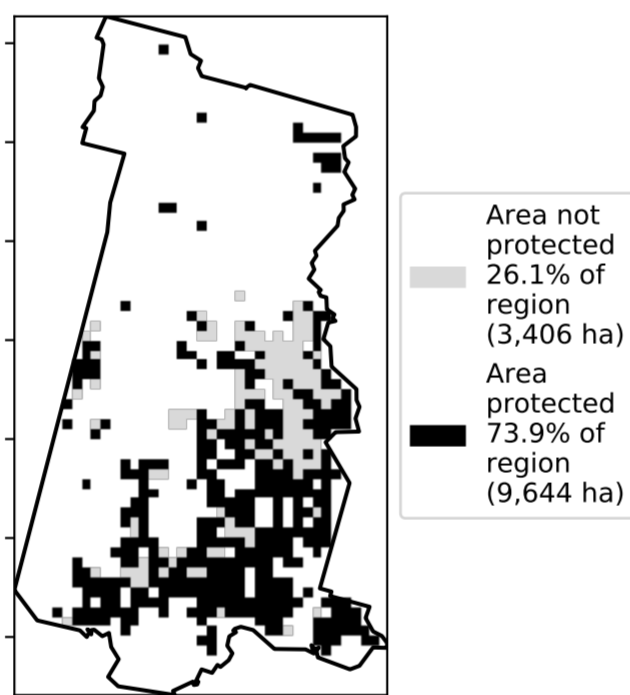 Area not
protected
26.1% of
region
(3,406 ha)
Area
protected
73.9% of
region
(9,644 ha)